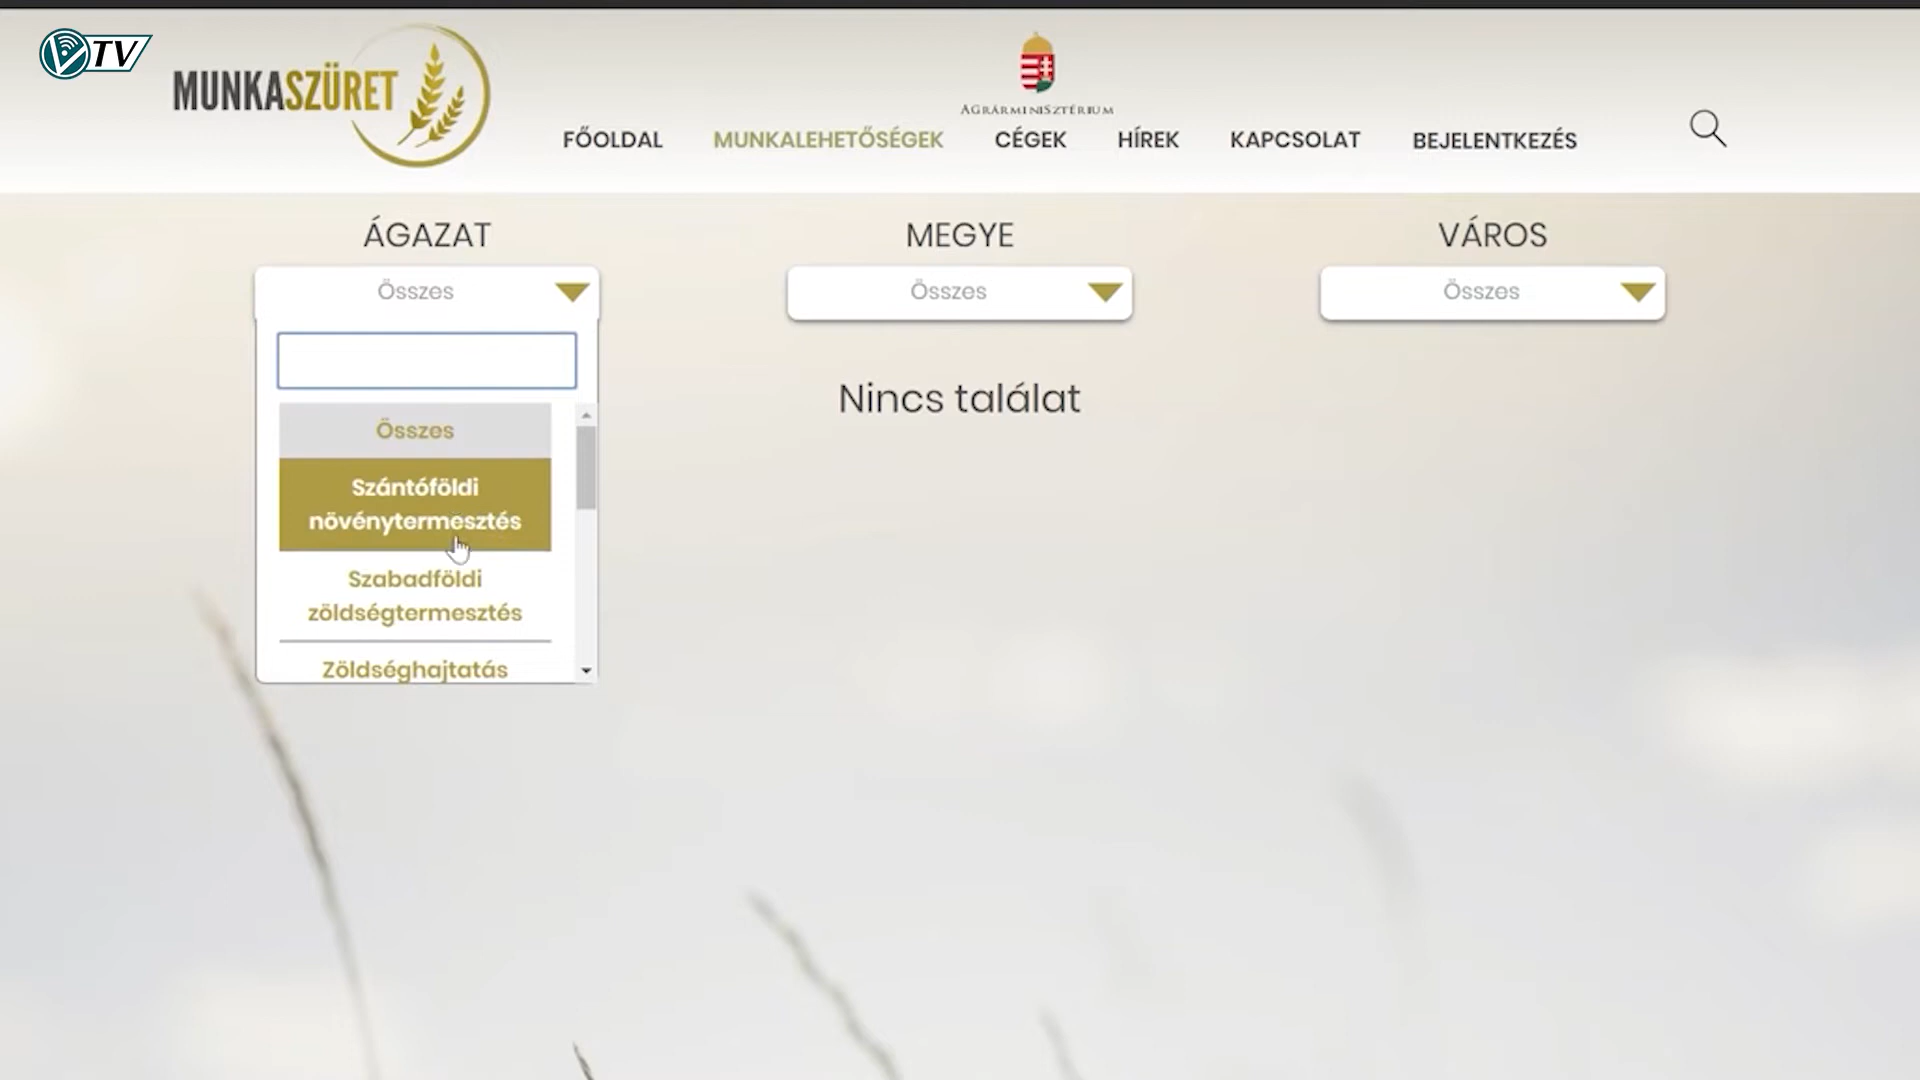 VTV
MUNKASZÜRET
AGRÁRMINISZTÉRIUM
FŐOLDAL
MUNKALEHETŐSÉGEK
CÉGEK
HÍREK
KAPCSOLAT
BEJELENTKEZÉS
ÁGAZAT
MEGYE
VÁROS
Összes
Összes
Összes
Nincs találat
Összes
Szántóföldi
növénytermesztés
Szabadföldi
zöldségtermesztés
Zöldséghajtatás